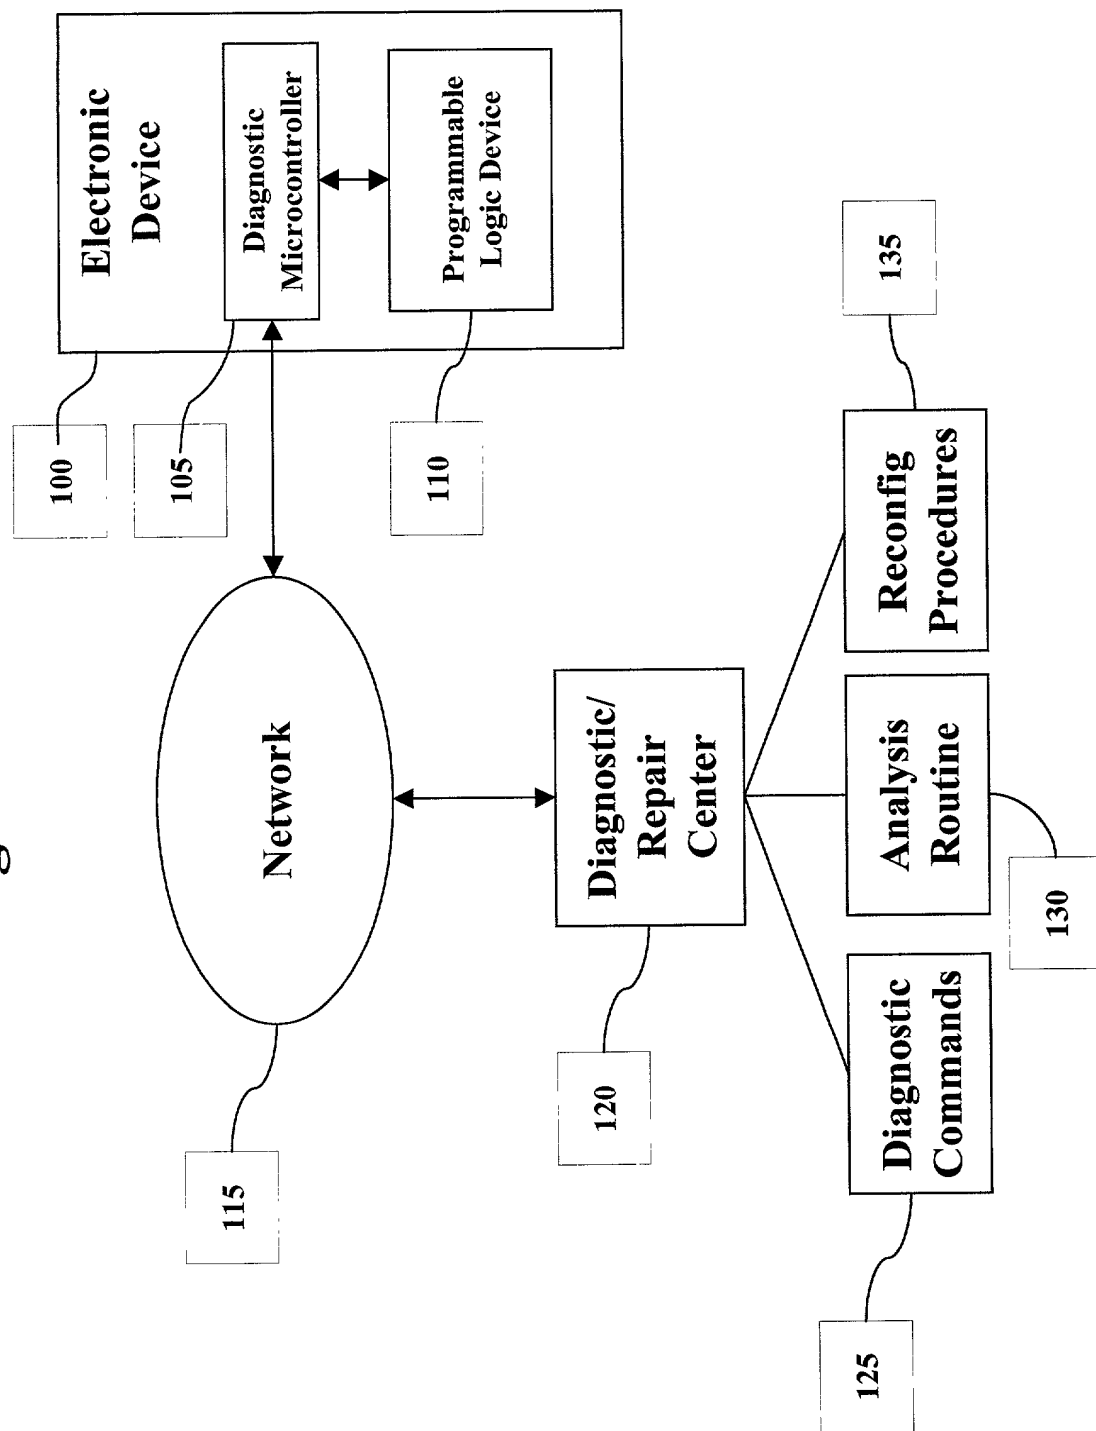 Electronic
Device
Diagnostic
Microcontroller
Programmable
Logic Device
100
105
110
Network
115
Diagnostic/
Repair
Center
120
Reconfig
Procedures
135
Analysis
Routine
130
Diagnostic
Commands
125